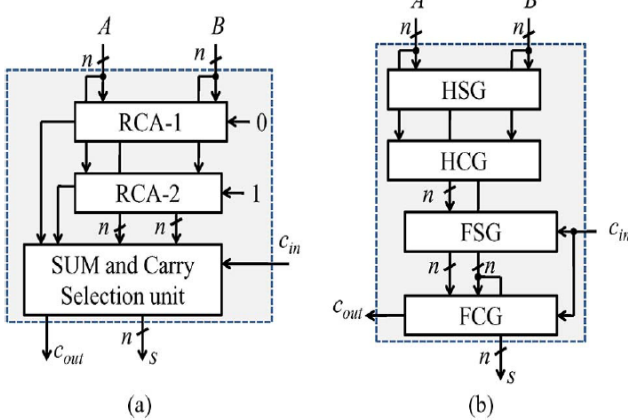 A B
n n
RCA-1 0
RCA-2 1
n n
c_in
SUM and Carry
Selection unit
n
c_out s
(a)
A B
n n
HSG
HCG
n
FSG c_in
n n
c_out FCG
n
s
(b)